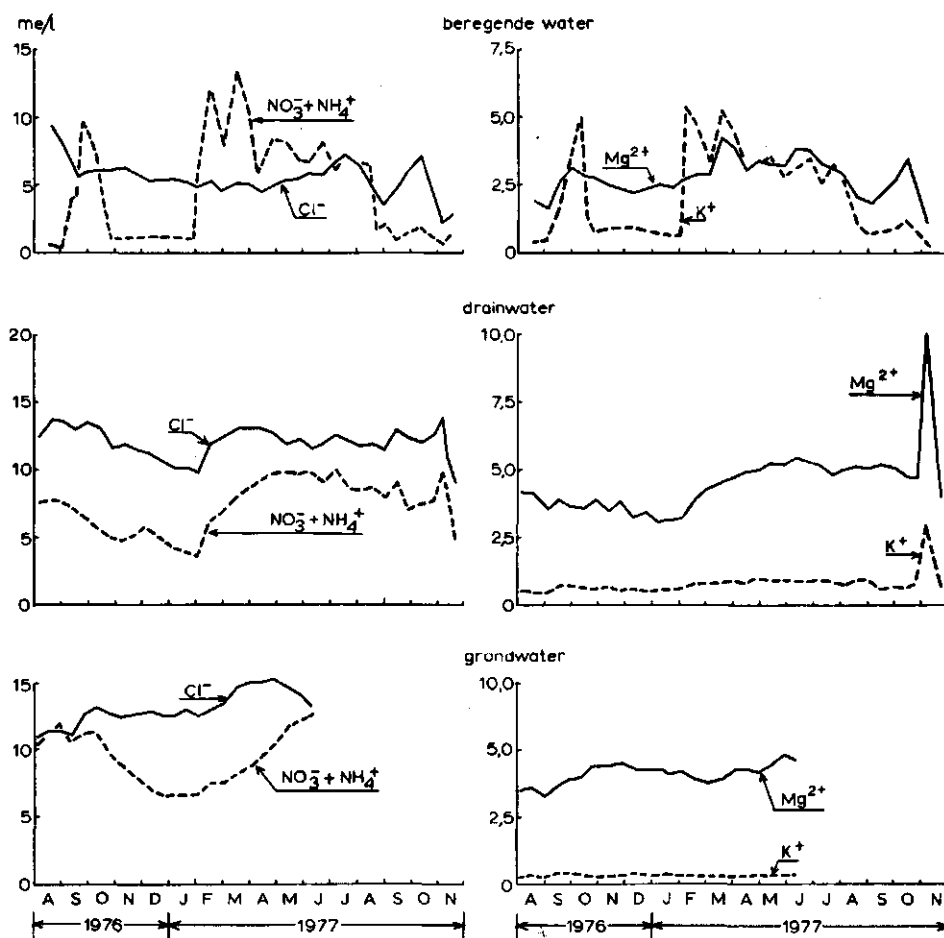 me/l
beregende water
15
10
5
0
NO₃⁻+NH₄⁺
Cl⁻
7,5
5,0
2,5
0
Mg²⁺
K⁺
drainwater
20
15
10
5
0
Cl⁻
NO₃⁻+NH₄⁺
10,0
7,5
5,0
2,5
0
Mg²⁺
K⁺
grondwater
15
10
5
0
Cl⁻
NO₃⁻+NH₄⁺
A S O N D J F M A M J J A S O N
1976 1977
10,0
7,5
5,0
2,5
0
Mg²⁺
K⁺
A S O N D J F M A M J J A S O N
1976 1977